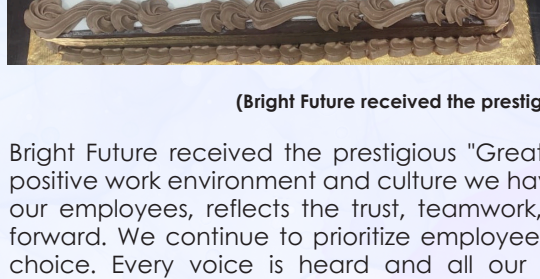 (Bright Future received the prestig
Bright Future received the prestigious "Great
positive work environment and culture we hav
our employees, reflects the trust, teamwork,
forward. We continue to prioritize employee
choice. Every voice is heard and all our